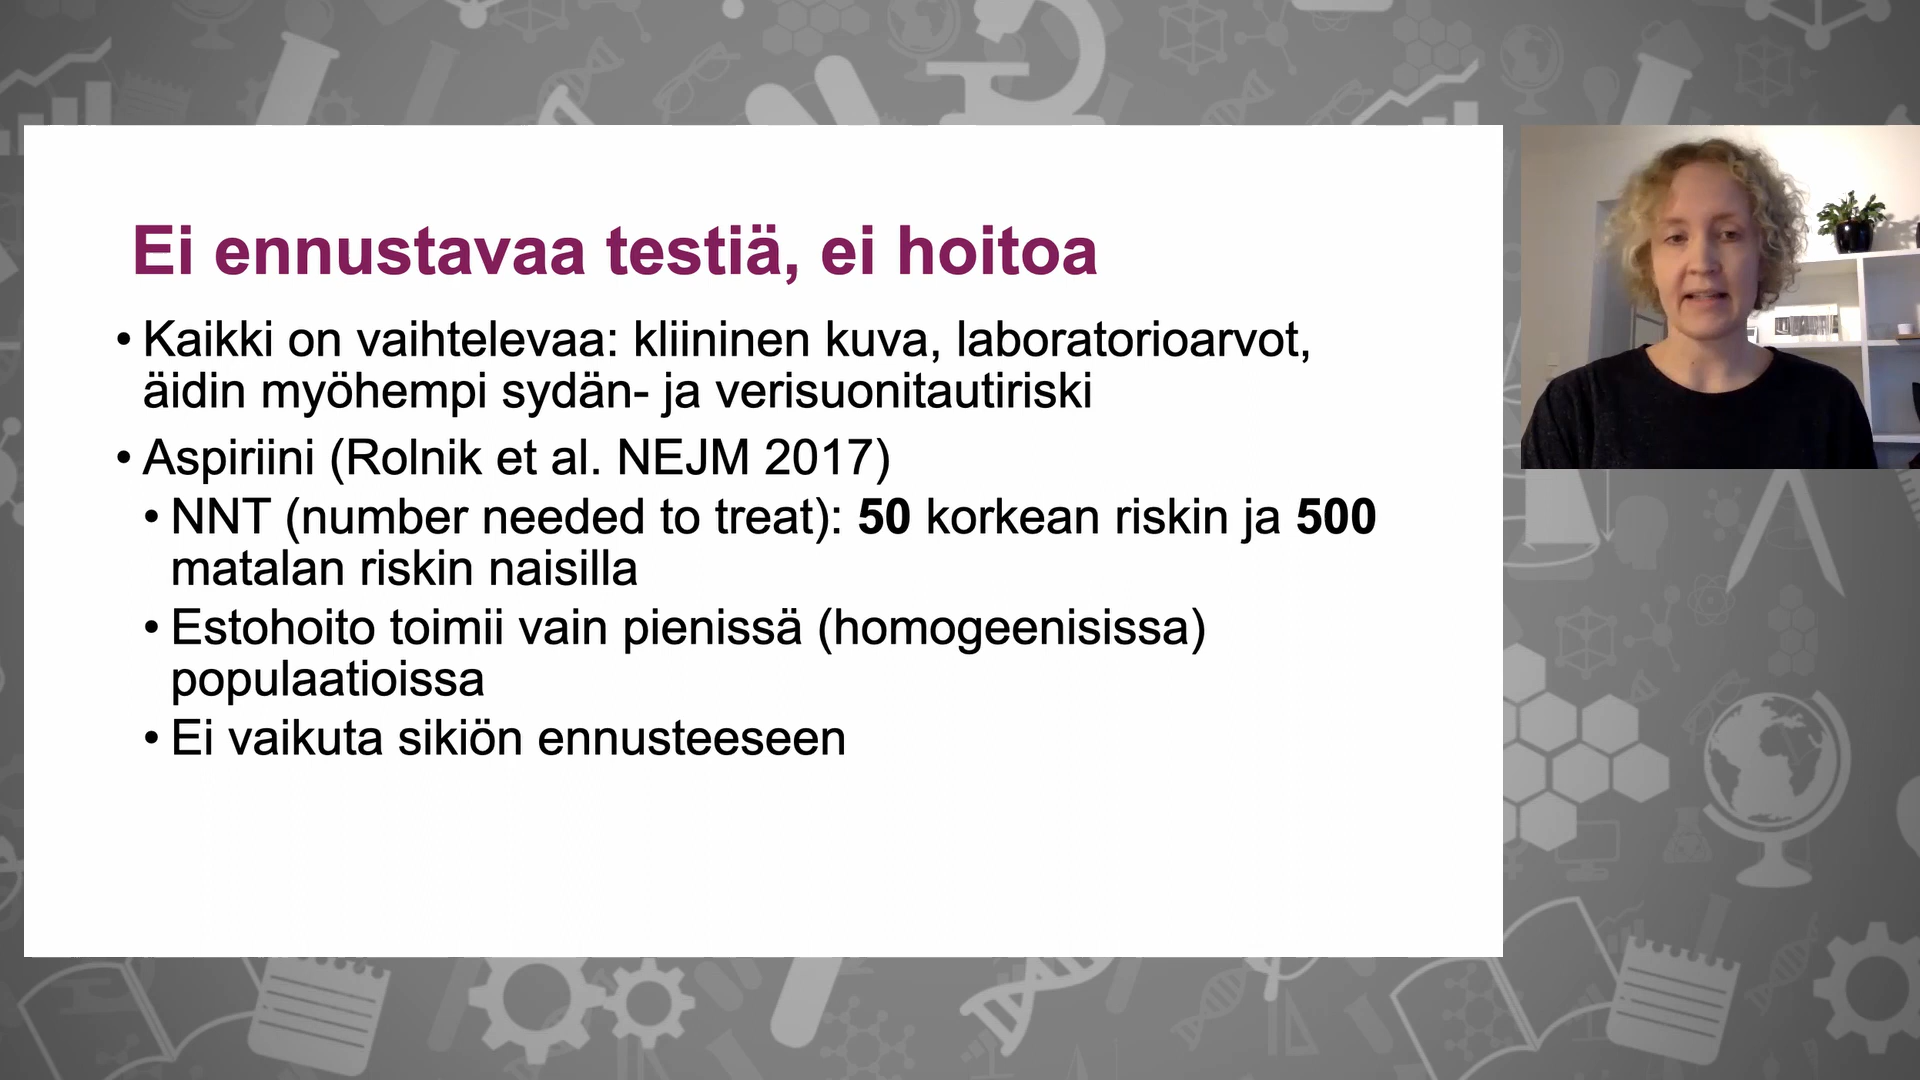 Ei ennustavaa testiä, ei hoitoa
• Kaikki on vaihtelevaa: kliininen kuva, laboratorioarvot,
äidin myöhempi sydän- ja verisuonitautiriski
• Aspiriini (Rolnik et al. NEJM 2017)
• NNT (number needed to treat): 50 korkean riskin ja 500
matalan riskin naisilla
• Estohoito toimii vain pienissä (homogeenisissa)
populaatioissa
• Ei vaikuta sikiön ennusteeseen